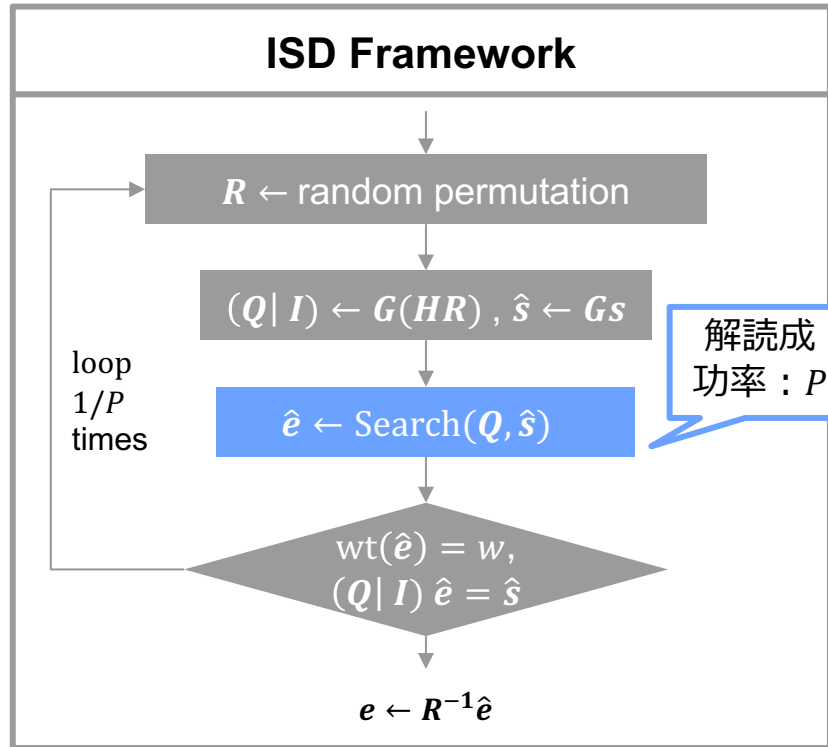 ISD Framework
R ← random permutation
(Q| I) ← G(HR) , ŝ ← Gs
解読成
功率：P
loop
1/P
times
ê ← Search(Q, ŝ)
wt(ê) = w,
(Q| I) ê = ŝ
e ← R⁻¹ê